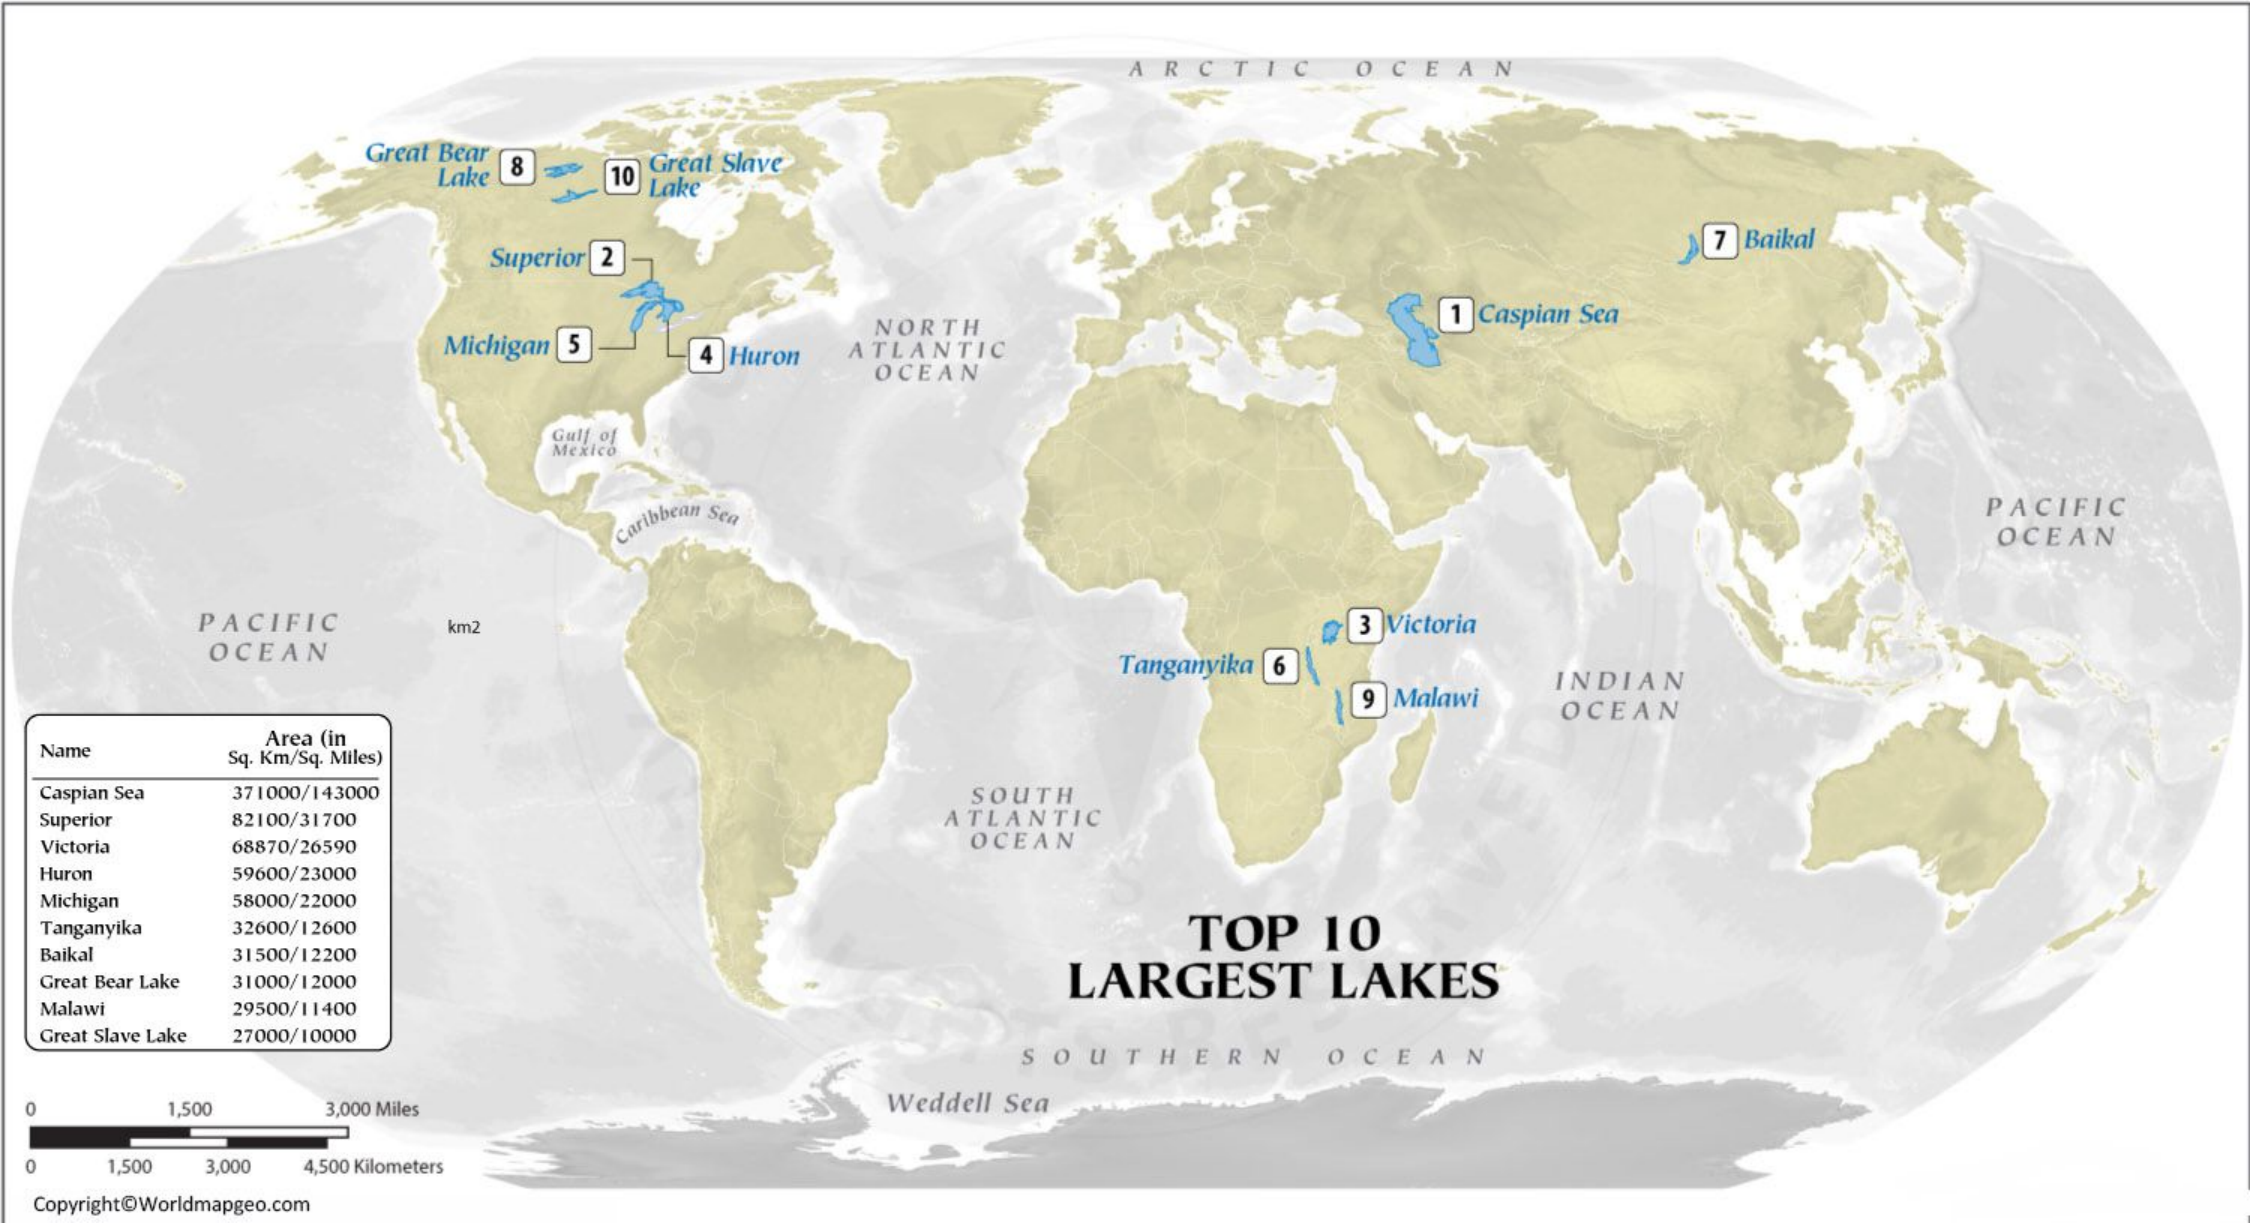 ARCTIC OCEAN
Great Bear
Lake
8
10
Great Slave
Lake
Superior
2
7
Baikal
1
Caspian Sea
NORTH
ATLANTIC
OCEAN
Michigan
5
4
Huron
Gulf of
Mexico
Caribbean Sea
PACIFIC
OCEAN
PACIFIC
OCEAN
km2
3
Victoria
Tanganyika
6
9
Malawi
INDIAN
OCEAN
SOUTH
ATLANTIC
OCEAN
Name Area (in
Sq. Km/Sq. Miles)
Caspian Sea 371000/143000
Superior 82100/31700
Victoria 68870/26590
Huron 59600/23000
Michigan 58000/22000
Tanganyika 32600/12600
Baikal 31500/12200
Great Bear Lake 31000/12000
Malawi 29500/11400
Great Slave Lake 27000/10000
TOP 10
LARGEST LAKES
SOUTHERN OCEAN
Weddell Sea
0 1,500 3,000 Miles
0 1,500 3,000 4,500 Kilometers
Copyright©Worldmapgeo.com